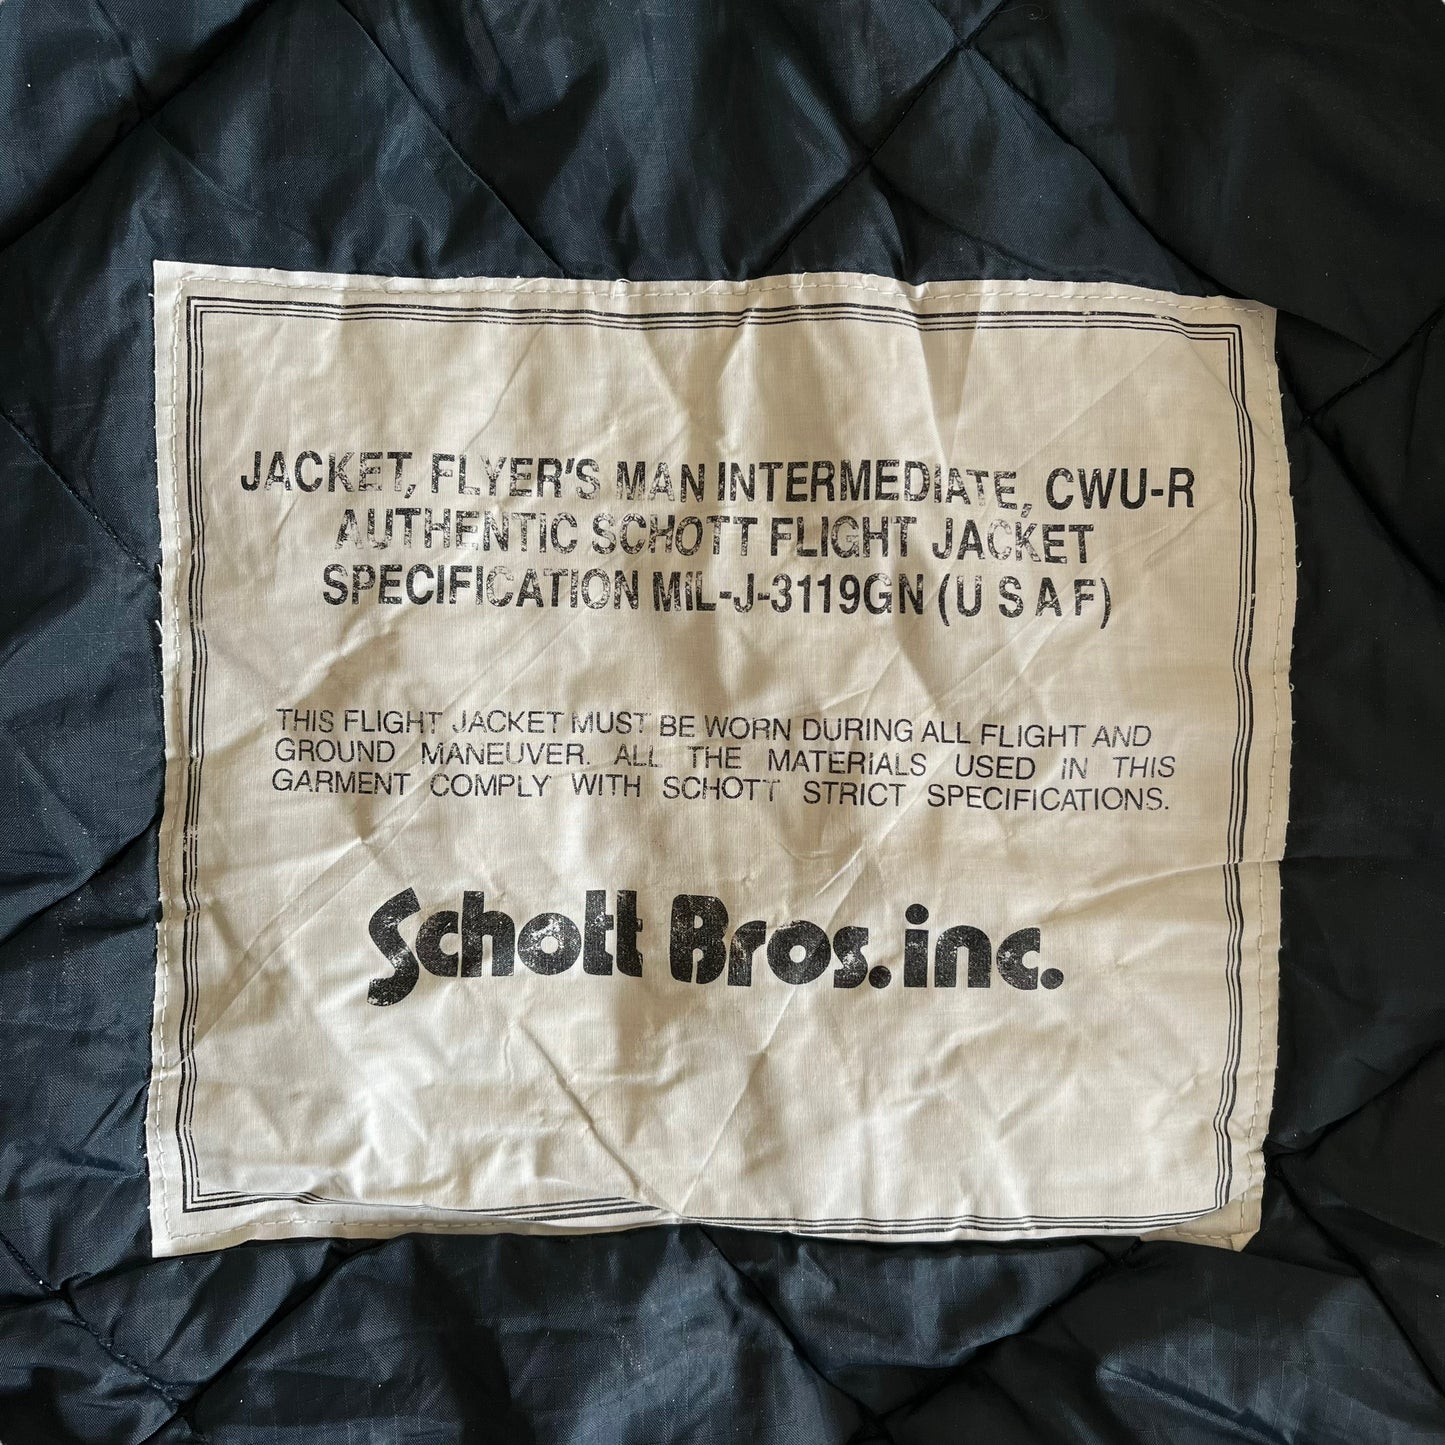 JACKET, FLYER'S MAN INTERMEDIATE, CWU-R
AUTHENTIC SCHOTT FLIGHT JACKET
SPECIFICATION MIL-J-3119GN (U S A F)
THIS FLIGHT JACKET MUST BE WORN DURING ALL FLIGHT AND
GROUND MANEUVER. ALL THE MATERIALS USED IN THIS
GARMENT COMPLY WITH SCHOTT STRICT SPECIFICATIONS.
Schott Bros. inc.